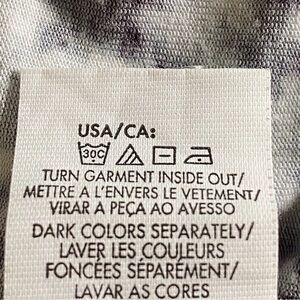 USA/CA:
30C
TURN GARMENT INSIDE OUT/
METTRE A L'ENVERS LE VETEMENT/
VIRAR A PEÇA AO AVESSO
DARK COLORS SEPARATELY/
LAVER LES COULEURS
FONCÉES SÉPARÉMENT/
LAVAR AS CORES